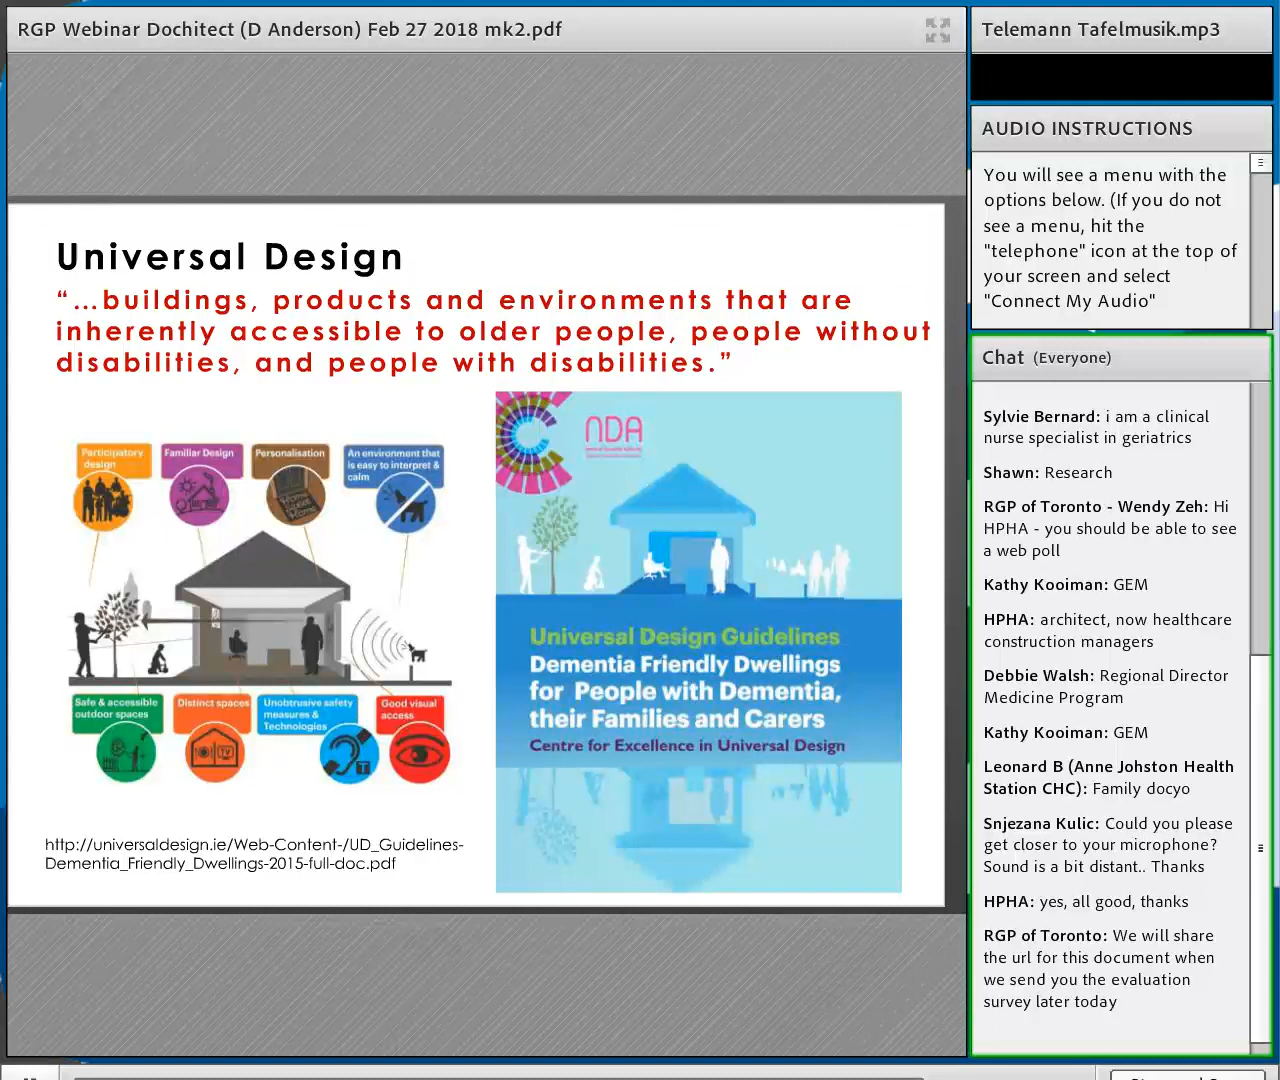 RGP Webinar Dochitect (D Anderson) Feb 27 2018 mk2.pdf
Universal Design
“…buildings, products and environments that are
inherently accessible to older people, people without
disabilities, and people with disabilities.”
Participatory
design
Familiar Design
Personalisation
An environment that
is easy to interpret &
calm
Safe & accessible
outdoor spaces
Distinct spaces
TV
Unobtrusive safety
measures &
Technologies
T
Good visual
access
http://universaldesign.ie/Web-Content-/UD_Guidelines-
Dementia_Friendly_Dwellings-2015-full-doc.pdf
NDA
Universal Design Guidelines
Dementia Friendly Dwellings
for People with Dementia,
their Families and Carers
Centre for Excellence in Universal Design
Telemann Tafelmusik.mp3
AUDIO INSTRUCTIONS
You will see a menu with the
options below. (If you do not
see a menu, hit the
"telephone" icon at the top of
your screen and select
"Connect My Audio"
Chat (Everyone)
Sylvie Bernard: i am a clinical
nurse specialist in geriatrics
Shawn: Research
RGP of Toronto - Wendy Zeh: Hi
HPHA - you should be able to see
a web poll
Kathy Kooiman: GEM
HPHA: architect, now healthcare
construction managers
Debbie Walsh: Regional Director
Medicine Program
Kathy Kooiman: GEM
Leonard B (Anne Johston Health
Station CHC): Family docyo
Snjezana Kulic: Could you please
get closer to your microphone?
Sound is a bit distant.. Thanks
HPHA: yes, all good, thanks
RGP of Toronto: We will share
the url for this document when
we send you the evaluation
survey later today